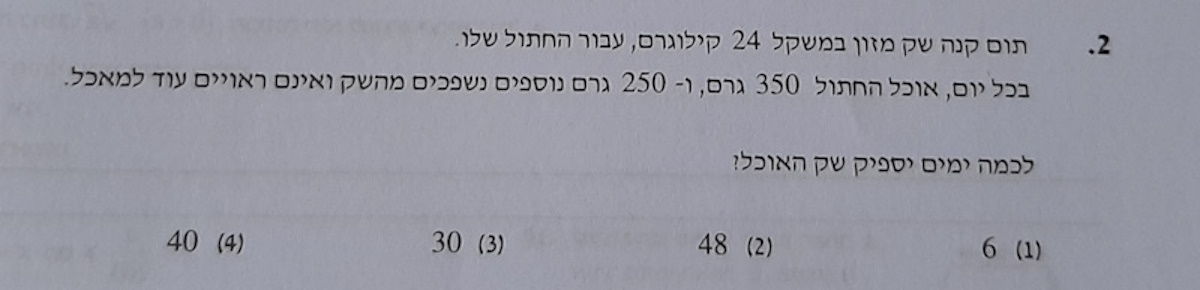 2. תום קנה שק מזון במשקל 24 קילוגרם, עבור החתול שלו.
בכל יום, אוכל החתול 350 גרם, ו- 250 גרם נוספים נשפכים מהשק ואינם ראויים עוד למאכל.
לכמה ימים יספיק שק האוכל?
(1) 6 (2) 48 (3) 30 (4) 40